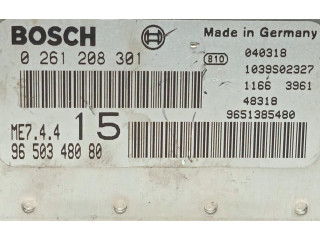 BOSCH
Made in Germany
0 261 208 301
810
040318
1039S02327
1166 3961
48318
9651385480
ME7.4.4 15
96 503 480 80